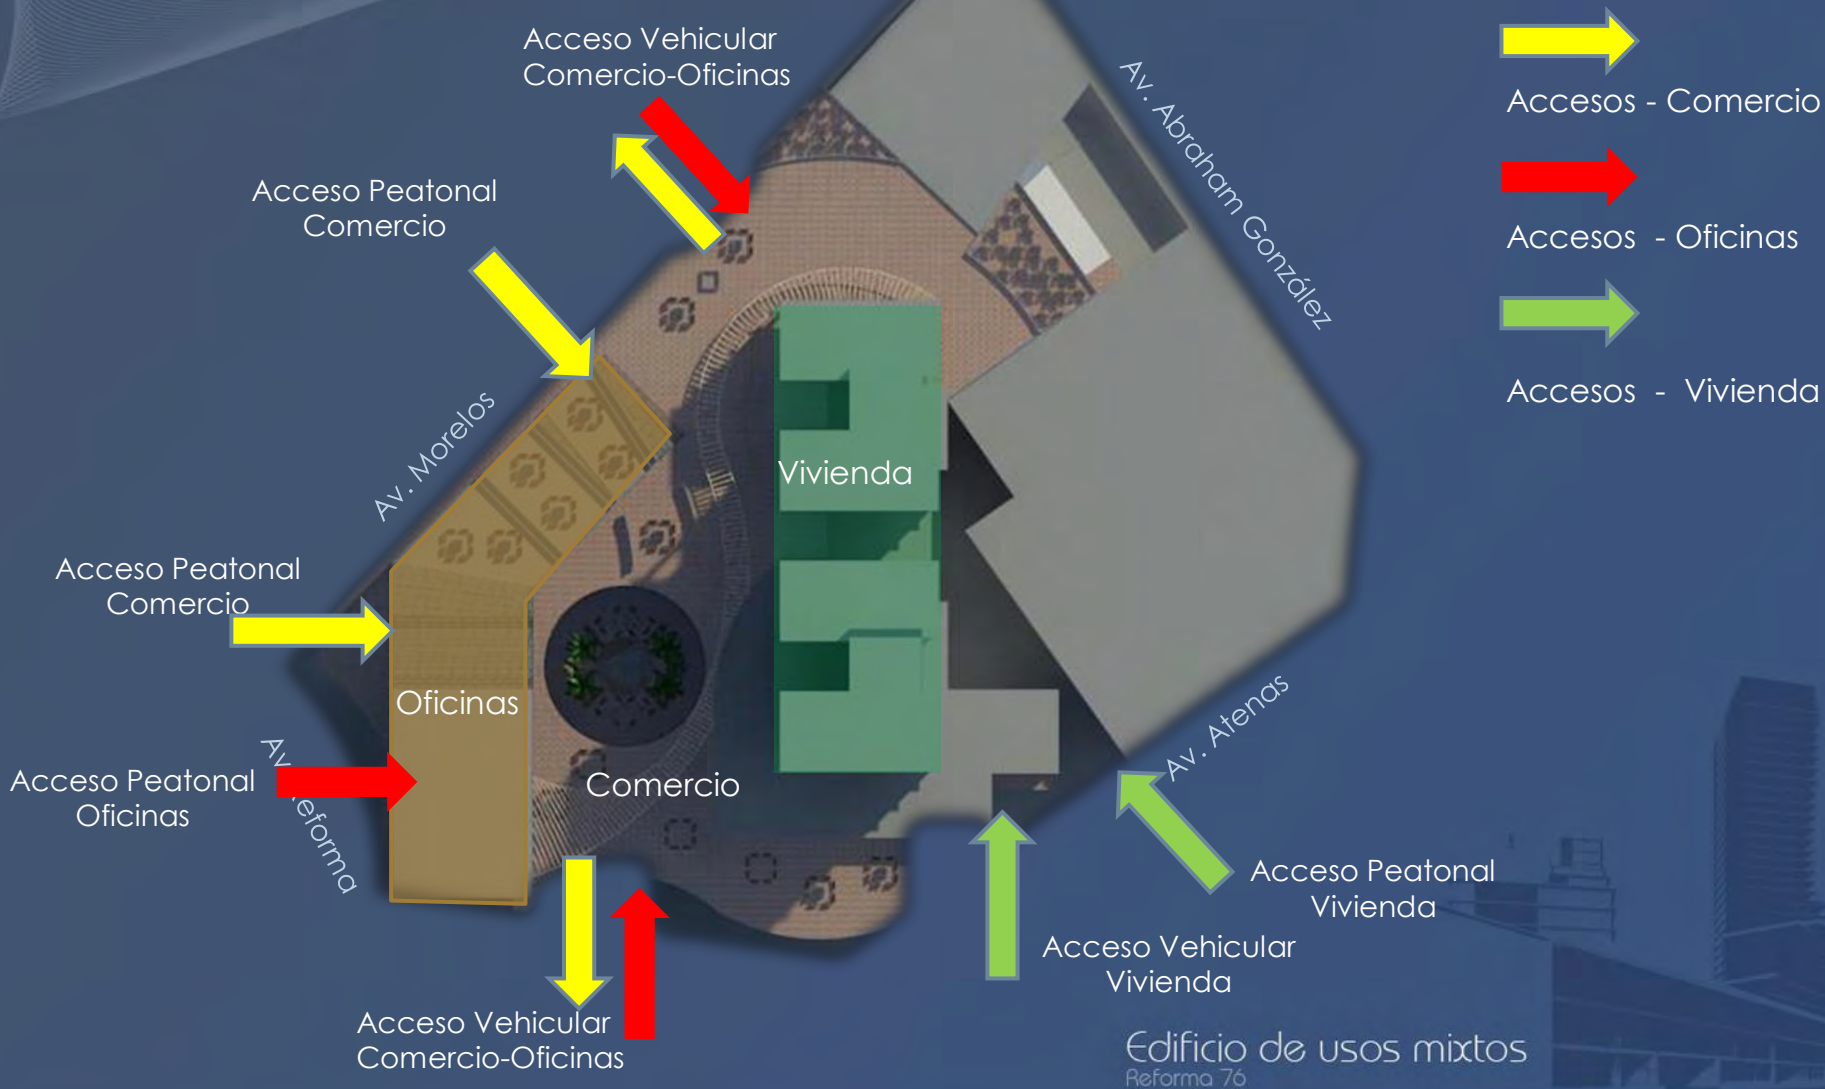 Acceso Vehicular
Comercio-Oficinas
Acceso Peatonal
Comercio
Av. Abraham González
Accesos - Comercio
Accesos - Oficinas
Accesos - Vivienda
Av. Morelos
Vivienda
Acceso Peatonal
Comercio
Oficinas
Av. Atenas
Comercio
Acceso Peatonal
Oficinas
Av. eforma
Acceso Peatonal
Vivienda
Acceso Vehicular
Vivienda
Acceso Vehicular
Comercio-Oficinas
Edificio de usos mixtos
Reforma 76